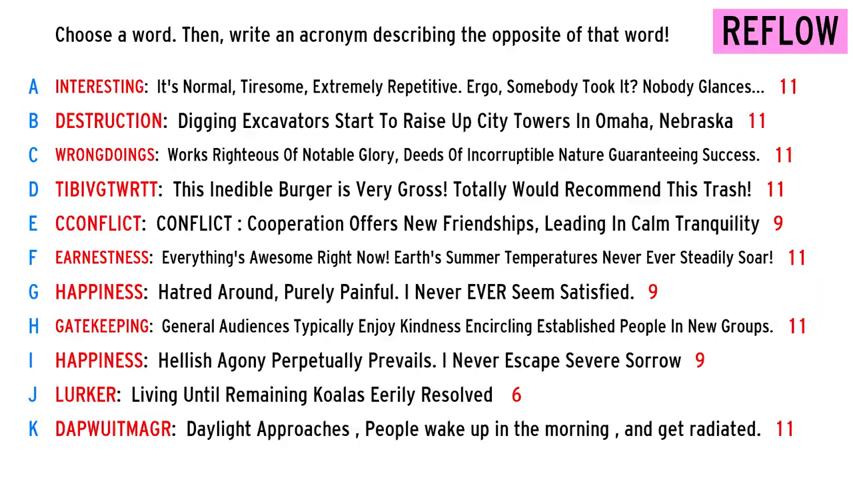 Choose a word. Then, write an acronym describing the opposite of that word!
REFLOW
A INTERESTING: It's Normal, Tiresome, Extremely Repetitive. Ergo, Somebody Took It? Nobody Glances... 11
B DESTRUCTION: Digging Excavators Start To Raise Up City Towers In Omaha, Nebraska 11
C WRONGDOINGS: Works Righteous Of Notable Glory, Deeds Of Incorruptible Nature Guaranteeing Success. 11
D TIBIVGTWRTT: This Inedible Burger is Very Gross! Totally Would Recommend This Trash! 11
E CCONFLICT: CONFLICT : Cooperation Offers New Friendships, Leading In Calm Tranquility 9
F EARNESTNESS: Everything's Awesome Right Now! Earth's Summer Temperatures Never Ever Steadily Soar! 11
G HAPPINESS: Hatred Around, Purely Painful. I Never EVER Seem Satisfied. 9
H GATEKEEPING: General Audiences Typically Enjoy Kindness Encircling Established People In New Groups. 11
I HAPPINESS: Hellish Agony Perpetually Prevails. I Never Escape Severe Sorrow 9
J LURKER: Living Until Remaining Koalas Eerily Resolved 6
K DAPWUITMAGR: Daylight Approaches , People wake up in the morning , and get radiated. 11